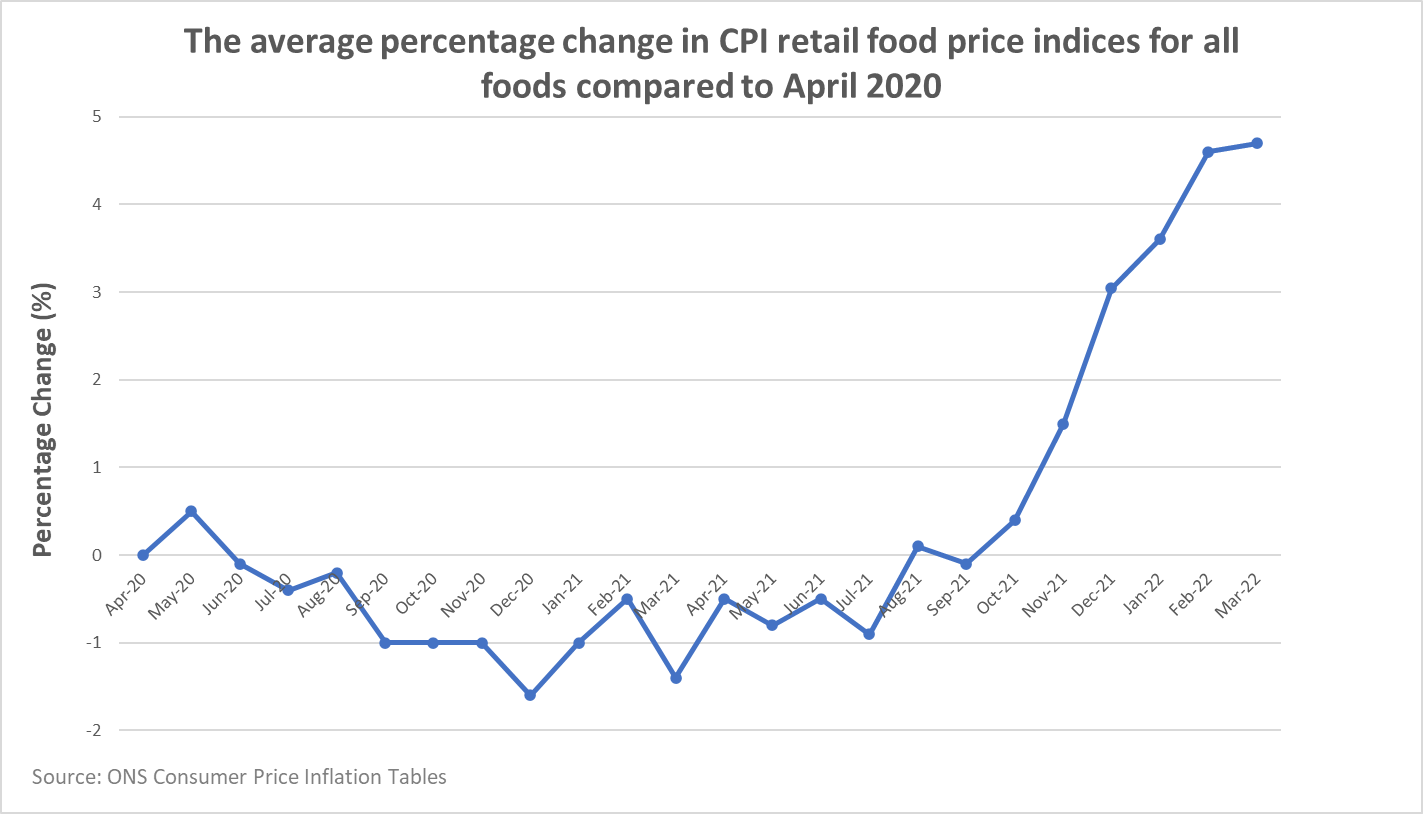 The average percentage change in CPI retail food price indices for all
foods compared to April 2020
Percentage Change (%)
5
4
3
2
1
0
-1
-2
Apr-20
May-20
Jun-20
Jul-20
Aug-20
Sep-20
Oct-20
Nov-20
Dec-20
Jan-21
Feb-21
Mar-21
Apr-21
May-21
Jun-21
Jul-21
Aug-21
Sep-21
Oct-21
Nov-21
Dec-21
Jan-22
Feb-22
Mar-22
Source: ONS Consumer Price Inflation Tables